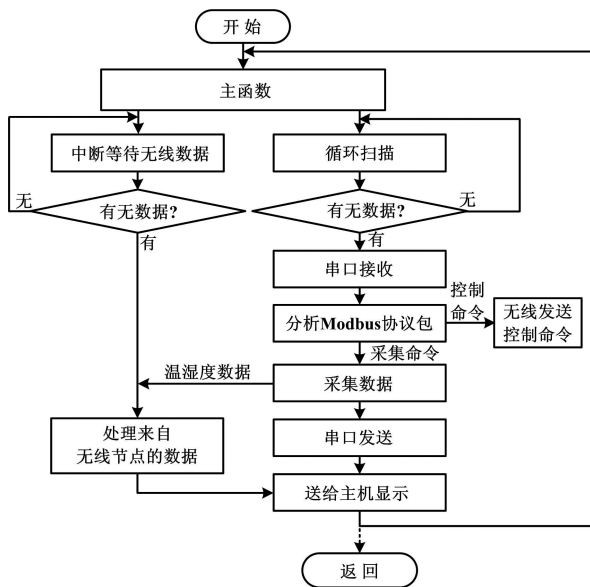 开 始
主函数
中断等待无线数据
循环扫描
无
有无数据?
有无数据?
无
有
有
串口接收
控制
命令
分析Modbus协议包
无线发送
控制命令
采集命令
温湿度数据
采集数据
处理来自
无线节点的数据
串口发送
送给主机显示
返 回